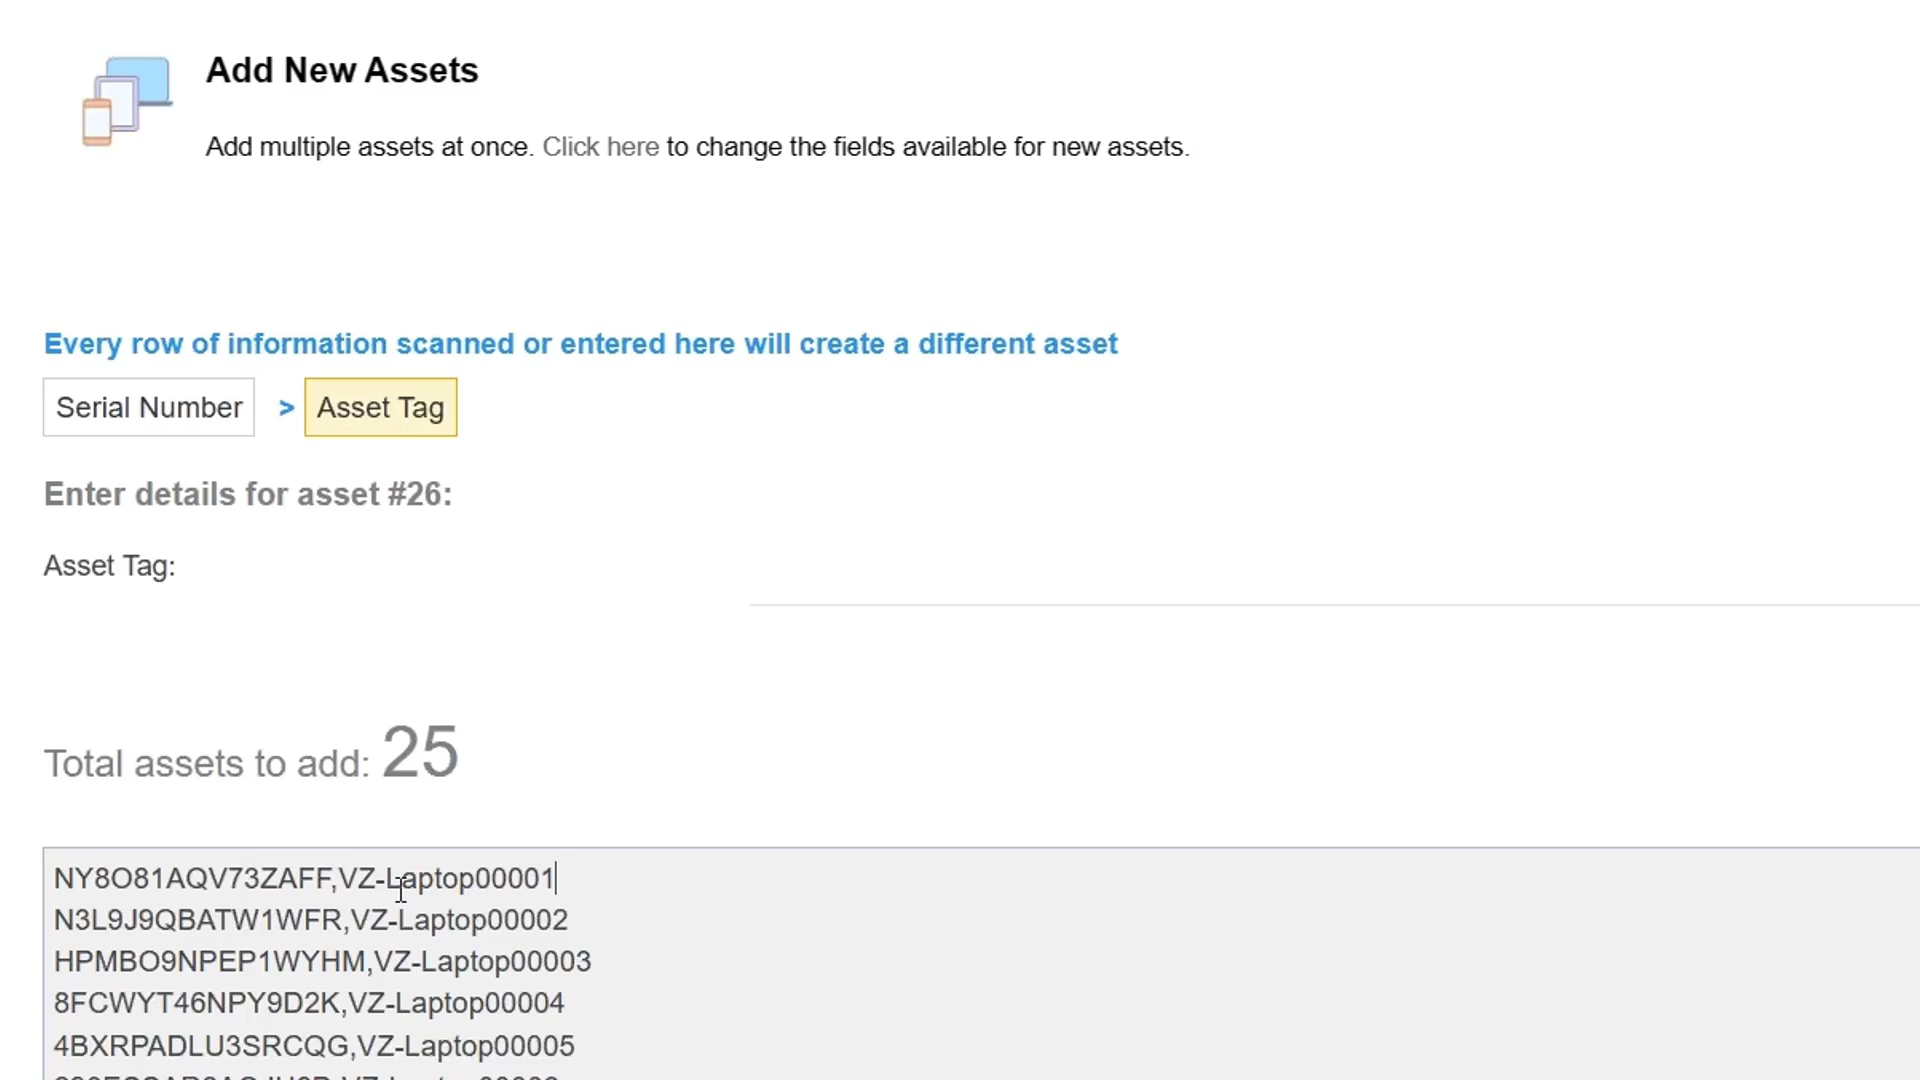 Add New Assets
Add multiple assets at once. Click here to change the fields available for new assets.
Every row of information scanned or entered here will create a different asset
Serial Number > Asset Tag
Enter details for asset #26:
Asset Tag:
Total assets to add: 25
NY8O81AQV73ZAFF,VZ-Laptop00001
N3L9J9QBATW1WFR,VZ-Laptop00002
HPMBO9NPEP1WYHM,VZ-Laptop00003
8FCWYT46NPY9D2K,VZ-Laptop00004
4BXRPADLU3SRCQG,VZ-Laptop00005